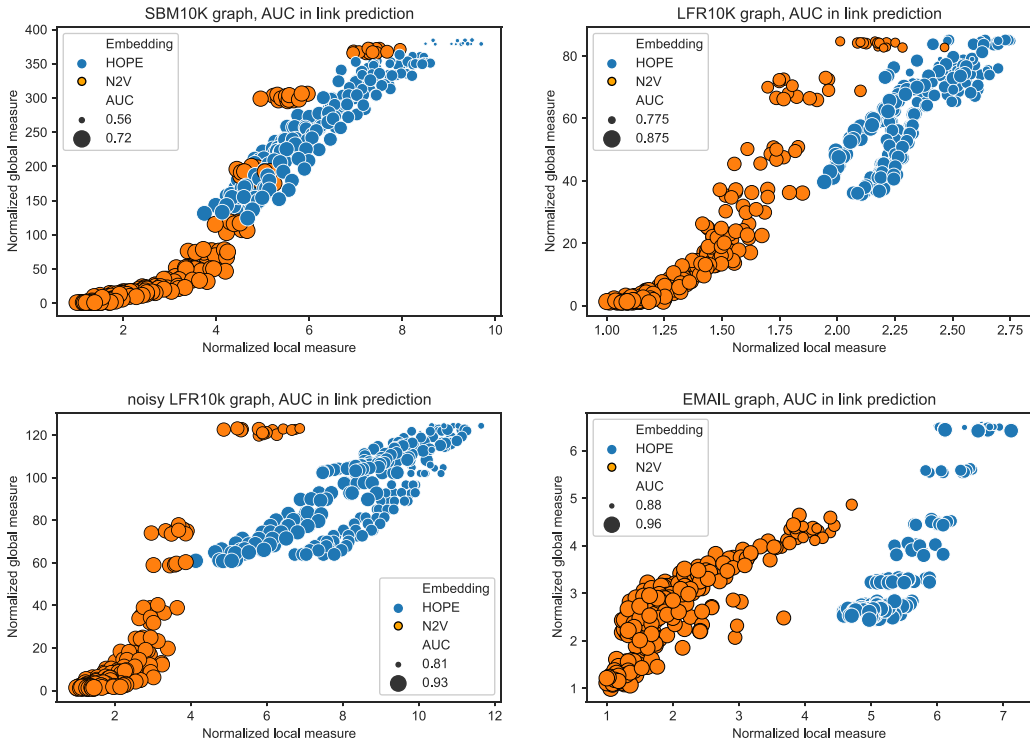 SBM10K graph, AUC in link prediction
Normalized global measure
400
350
300
250
200
150
100
50
0
Embedding
HOPE
N2V
AUC
0.56
0.72
2
4
6
8
10
Normalized local measure
LFR10K graph, AUC in link prediction
Normalized global measure
80
60
40
20
0
Embedding
HOPE
N2V
AUC
0.775
0.875
1.00
1.25
1.50
1.75
2.00
2.25
2.50
2.75
Normalized local measure
noisy LFR10k graph, AUC in link prediction
Normalized global measure
120
100
80
60
40
20
0
Embedding
HOPE
N2V
AUC
0.81
0.93
2
4
6
8
10
12
Normalized local measure
EMAIL graph, AUC in link prediction
Normalized global measure
6
5
4
3
2
1
Embedding
HOPE
N2V
AUC
0.88
0.96
1
2
3
4
5
6
7
Normalized local measure